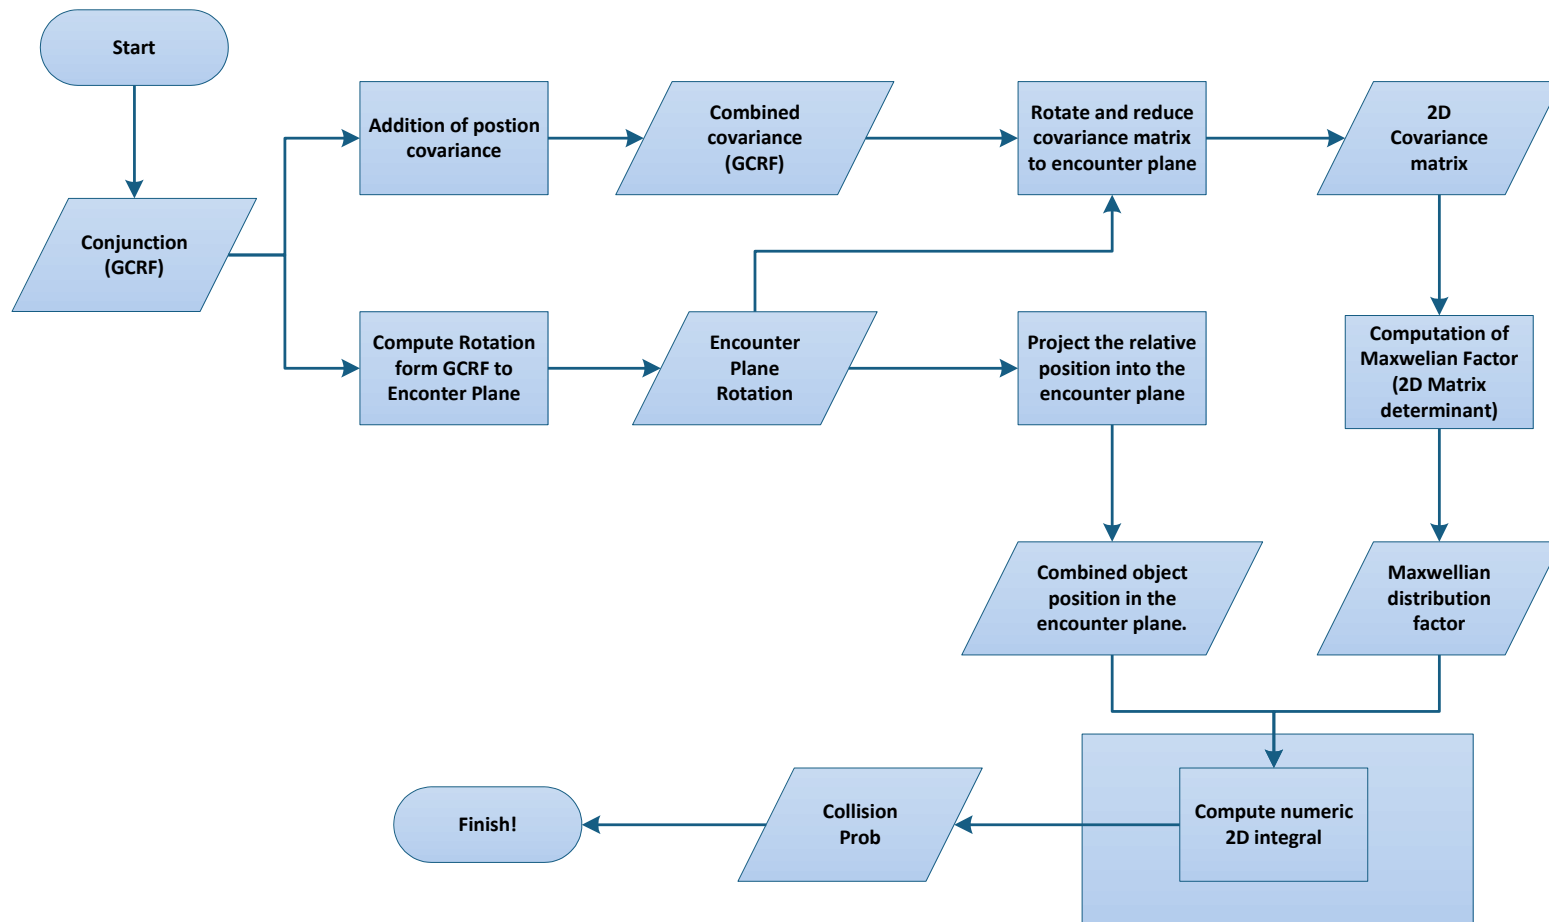 Start
Conjunction
(GCRF)
Addition of postion
covariance
Combined
covariance
(GCRF)
Rotate and reduce
covariance matrix
to encounter plane
2D
Covariance
matrix
Compute Rotation
form GCRF to
Enconter Plane
Encounter
Plane
Rotation
Project the relative
position into the
encounter plane
Computation of
Maxwelian Factor
(2D Matrix
determinant)
Combined object
position in the
encounter plane.
Maxwellian
distribution
factor
Compute numeric
2D integral
Collision
Prob
Finish!